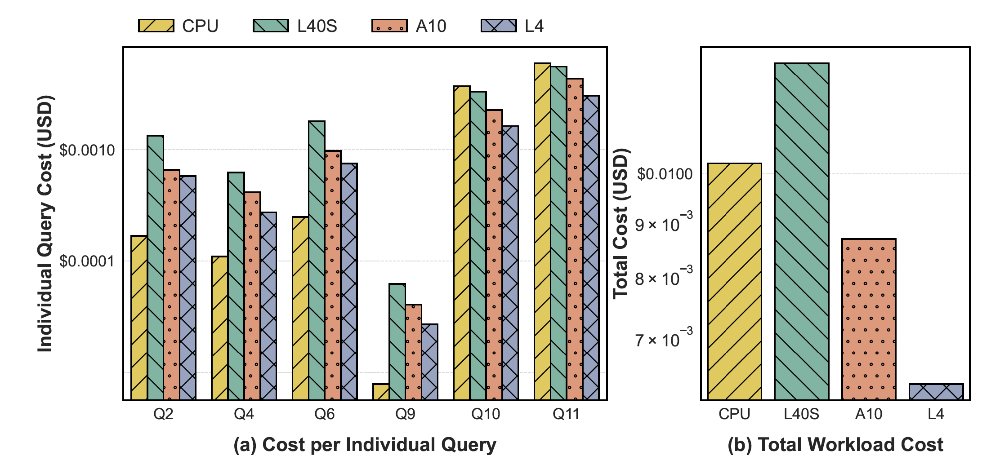 CPU L40S A10 L4
Individual Query Cost (USD)
$0.0010
$0.0001
Q2 Q4 Q6 Q9 Q10 Q11
(a) Cost per Individual Query
Total Cost (USD)
$0.0100
9 × 10⁻³
8 × 10⁻³
7 × 10⁻³
CPU L40S A10 L4
(b) Total Workload Cost